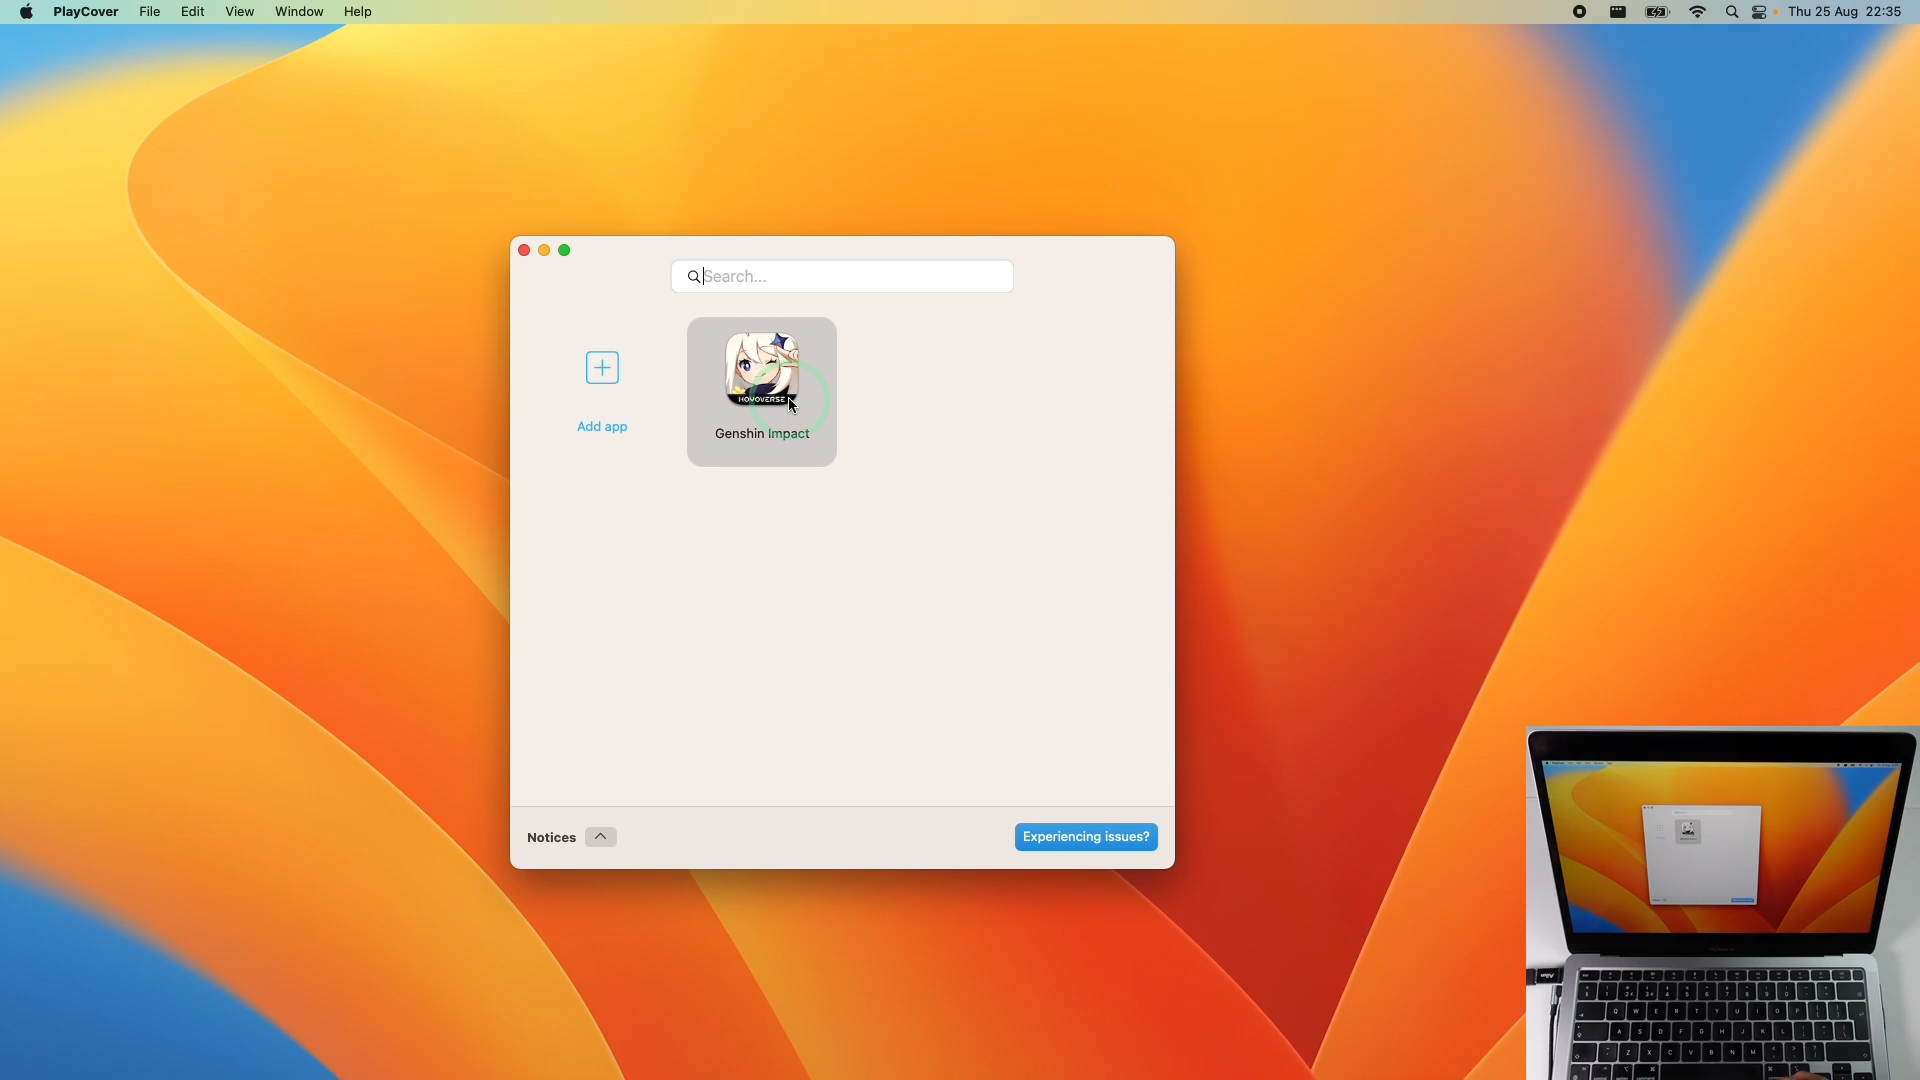 PlayCover File Edit View Window Help Thu 25 Aug 22:35
Search...
HOYOVERSE
Genshin Impact
Add app
Notices
Experiencing issues?